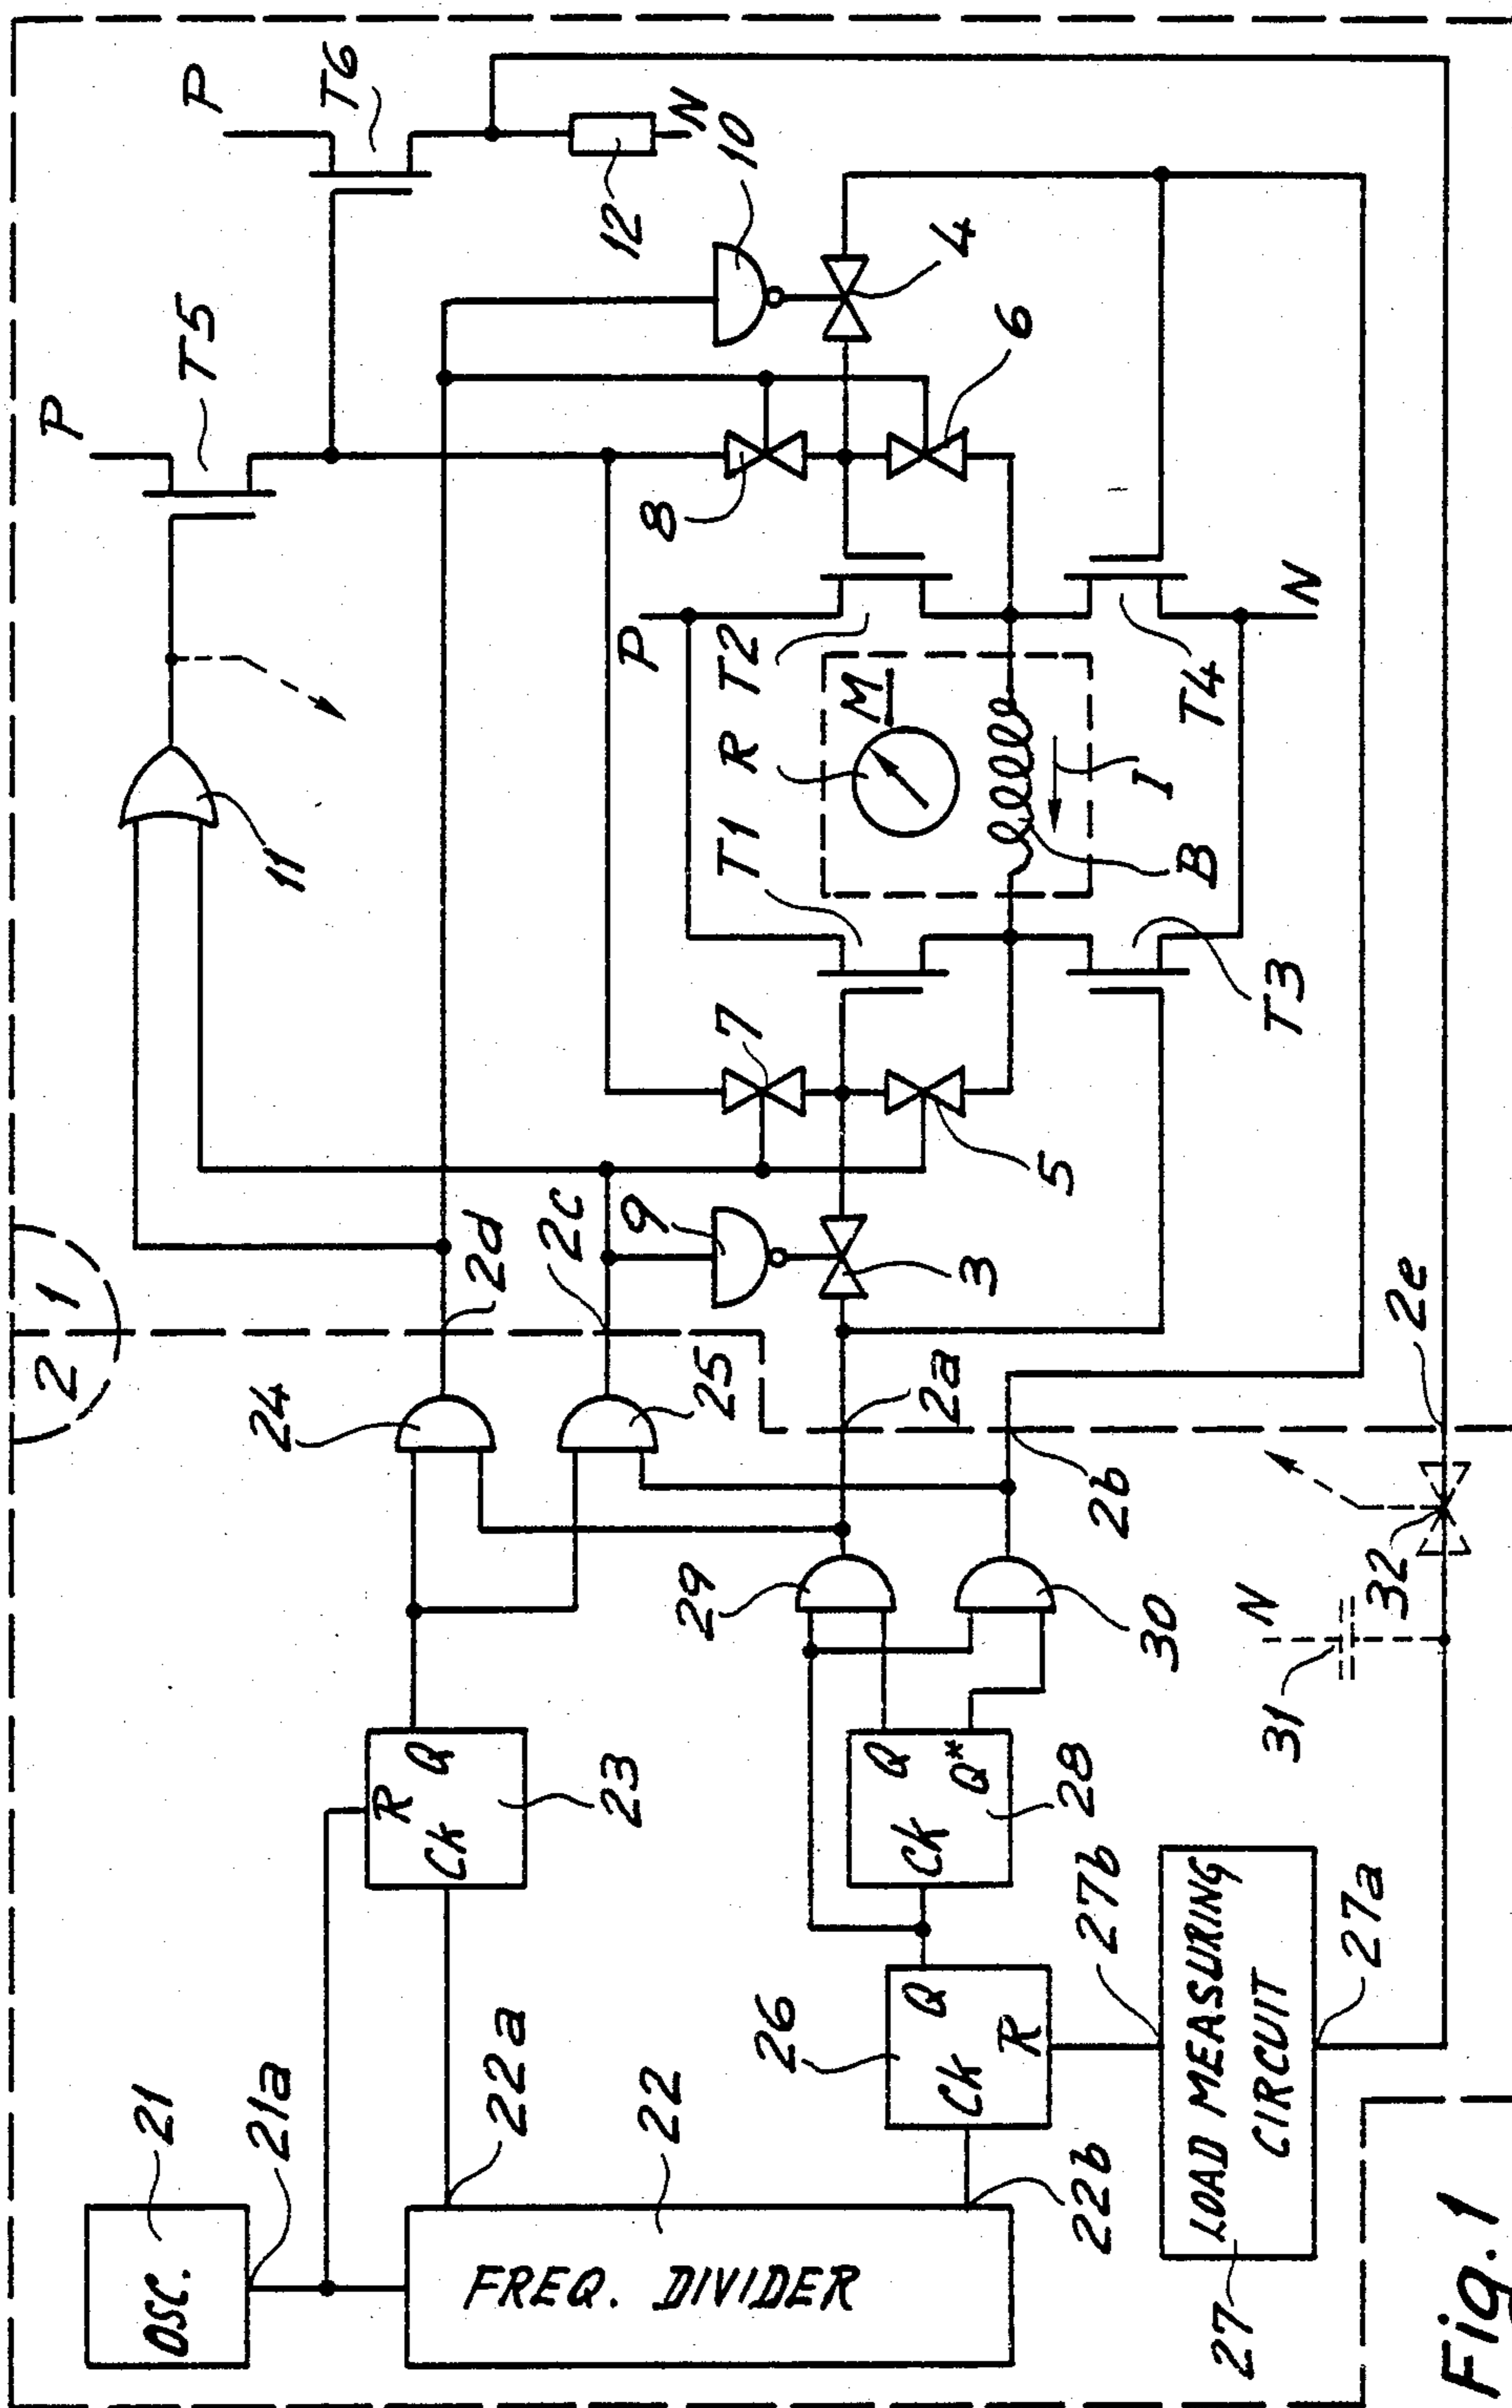 2
1
P
P
T5
T6
11
N
12
10
4
8
6
24
2d
25
2c
9
3
7
5
P
T1
R
M
T2
T3
B
I
T4
N
OSC.
21
21a
FREQ. DIVIDER
22
22a
22b
R
Ck
Q
23
Ck
Q
R
26
Ck
Q
Q*
28
29
30
2a
2b
2e
27b
LOAD MEASURING
CIRCUIT
27
27a
31
N
32
Fig. 1